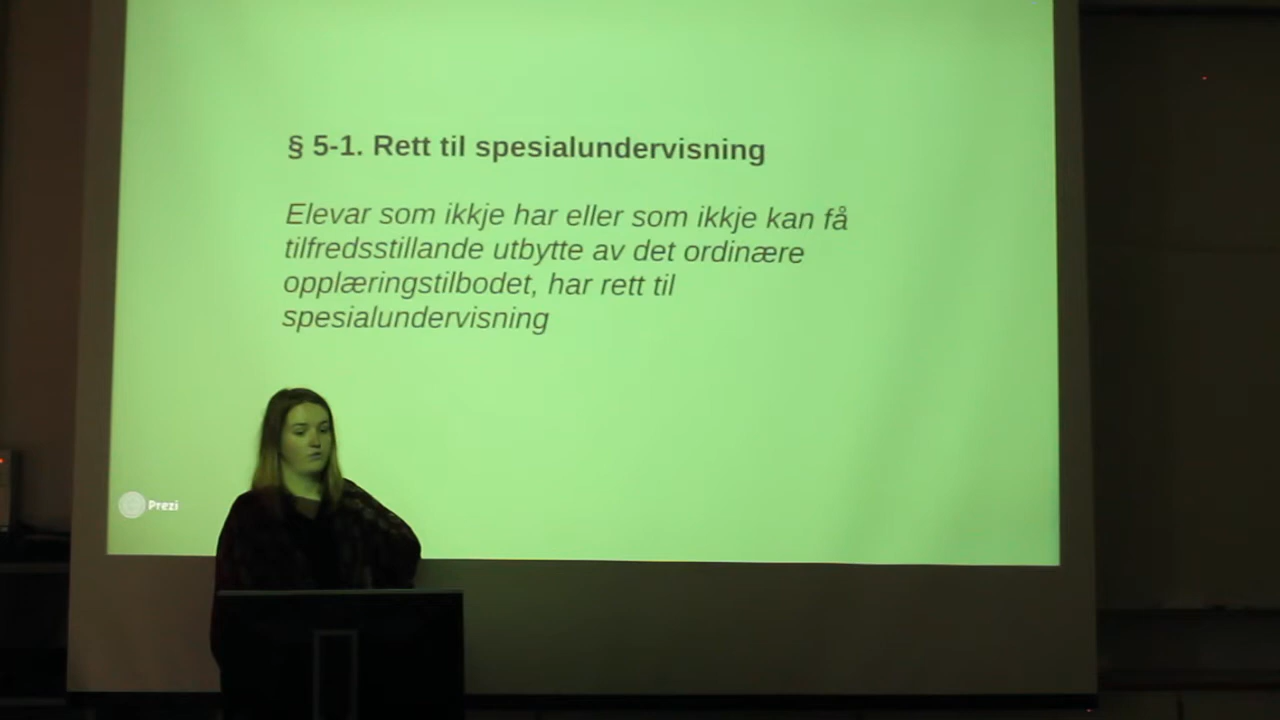 § 5-1. Rett til spesialundervisning
Elevar som ikkje har eller som ikkje kan få
tilfredsstillande utbytte av det ordinære
opplæringstilbodet, har rett til
spesialundervisning
Prezi